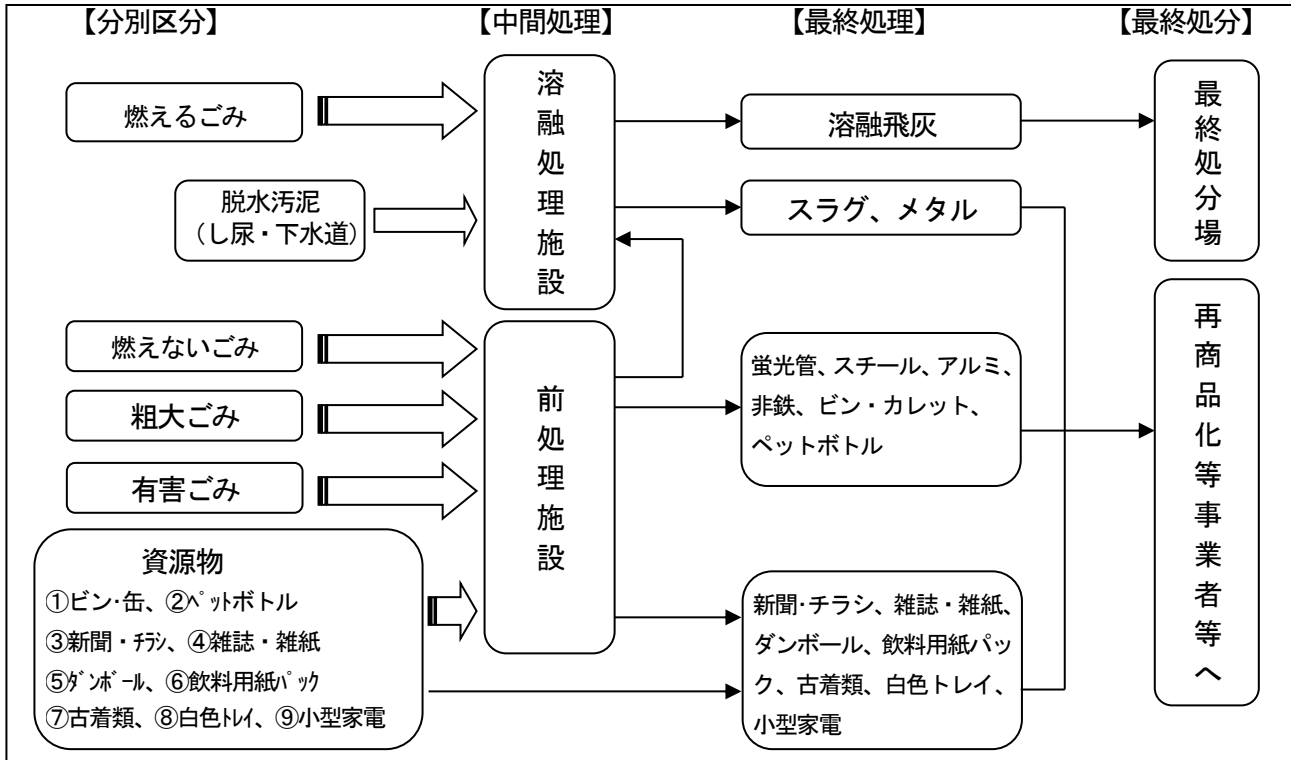 【分別区分】
【中間処理】
【最終処理】
【最終処分】
燃えるごみ
脱水汚泥
（し尿・下水道）
燃えないごみ
粗大ごみ
有害ごみ
資源物
①ビン･缶、②ﾍﾟｯﾄボトル
③新聞・ﾁﾗｼ、④雑誌・雑紙
⑤ﾀﾞﾝﾎﾞｰﾙ、⑥飲料用紙ﾊﾟｯｸ
⑦古着類、⑧白色ﾄﾚｲ、⑨小型家電
溶融処理施設
前処理施設
溶融飛灰
スラグ、メタル
蛍光管、スチール、アルミ、
非鉄、ビン・カレット、
ペットボトル
新聞･チラシ、雑誌・雑紙、
ダンボール、飲料用紙パッ
ク、古着類、白色トレイ、
小型家電
最終処分場
再商品化等事業者等へ